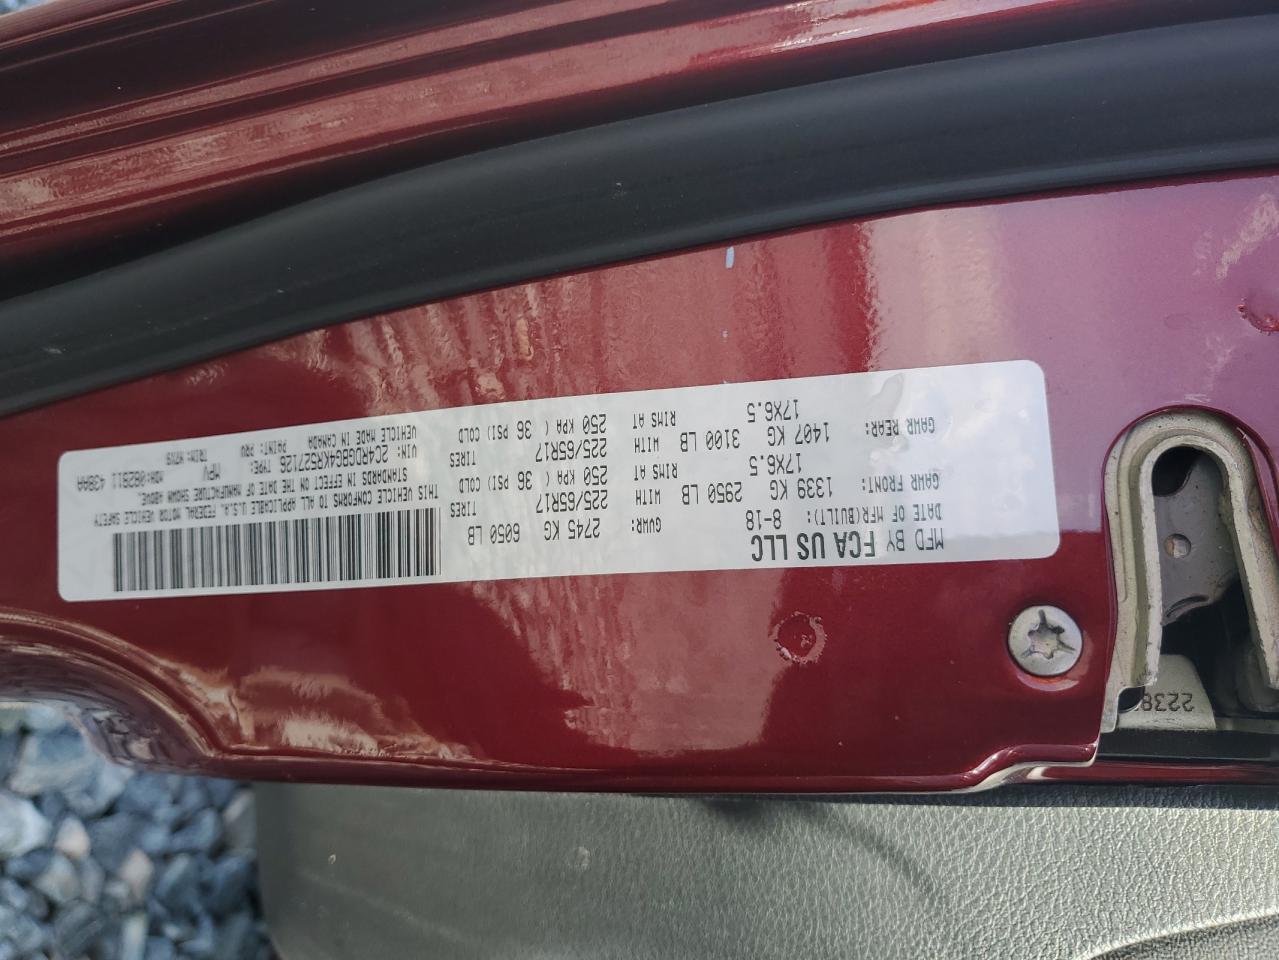 MFD BY FCA US LLC
DATE OF MFR(BUILT): 8-18
GVWR: 2745 KG 6050 LB
GAWR FRONT: 1339 KG 2950 LB WITH 225/65R17 TIRES
17X6.5 RIMS AT 250 KPA ( 36 PSI) COLD
GAWR REAR: 1407 KG 3100 LB WITH 225/65R17 TIRES
17X6.5 RIMS AT 250 KPA ( 36 PSI) COLD
THIS VEHICLE CONFORMS TO ALL APPLICABLE U.S.A. FEDERAL MOTOR VEHICLE SAFETY
STANDARDS IN EFFECT ON THE DATE OF MANUFACTURE SHOWN ABOVE.
VIN: 2C4RDGBG4KR527126 TYPE: MPV
VEHICLE MADE IN CANADA PAINT: PRV TRIM:
439AA
2238